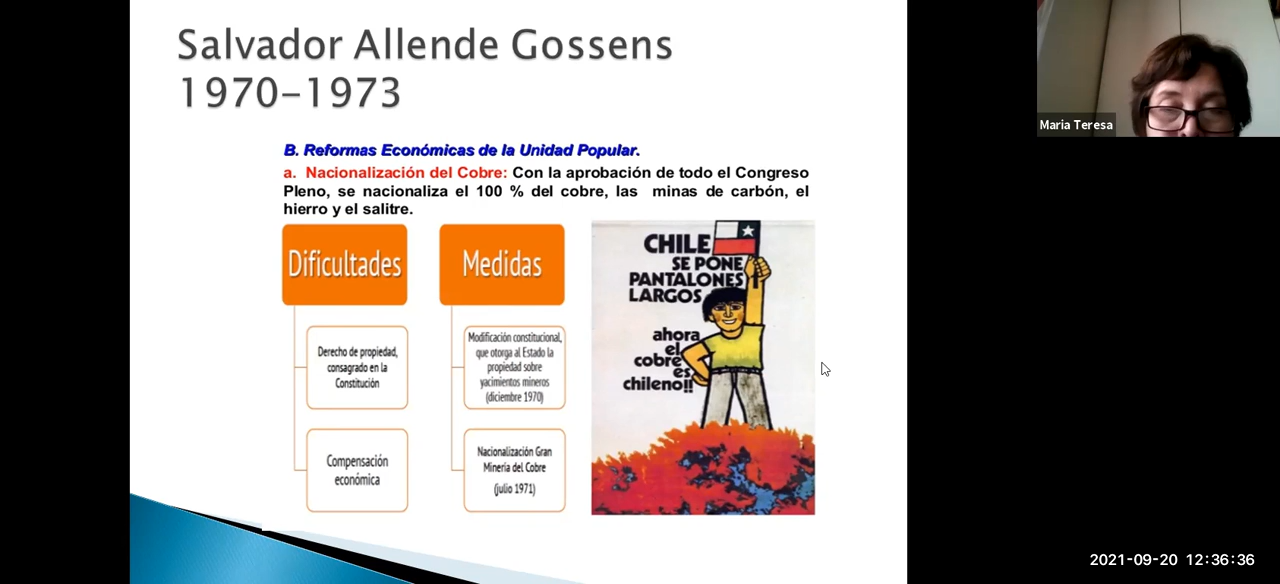 Salvador Allende Gossens
1970-1973
B. Reformas Económicas de la Unidad Popular.
a. Nacionalización del Cobre: Con la aprobación de todo el Congreso
Pleno, se nacionaliza el 100 % del cobre, las minas de carbón, el
hierro y el salitre.
Dificultades
Derecho de propiedad,
consagrado en la
Constitución
Compensación
económica
Medidas
Modificación constitucional,
que otorga al Estado la
propiedad sobre
yacimientos mineros
(diciembre 1970)
Nacionalización Gran
Minería del Cobre
(julio 1971)
CHILE
SE PONE
PANTALONES
LARGOS
ahora
el
cobre
es
chileno!!
Maria Teresa
2021-09-20 12:36:36